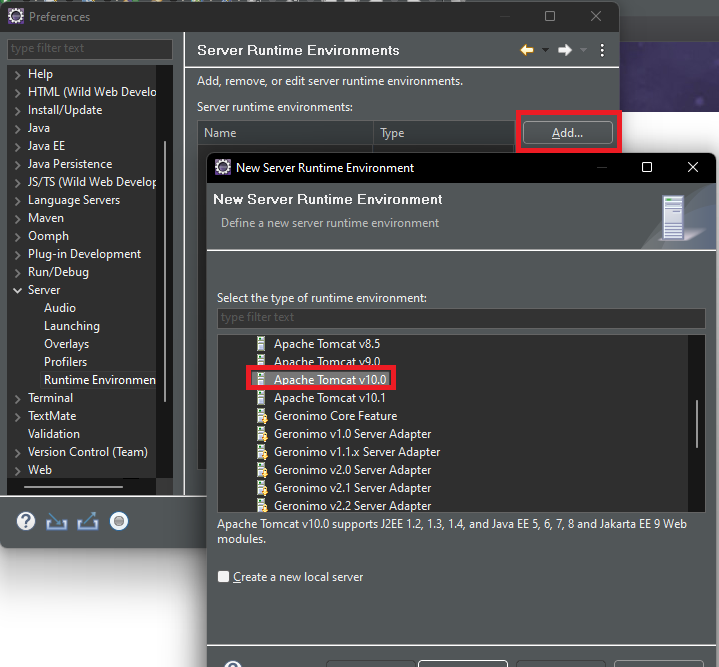 Preferences
type filter text
Help
HTML (Wild Web Develo
Install/Update
Java
Java EE
Java Persistence
JS/TS (Wild Web Develop
Language Servers
Maven
Oomph
Plug-in Development
Run/Debug
Server
Audio
Launching
Overlays
Profilers
Runtime Environmen
Terminal
TextMate
Validation
Version Control (Team)
Web
Server Runtime Environments
Add, remove, or edit server runtime environments.
Server runtime environments:
Name Type
Add...
New Server Runtime Environment
New Server Runtime Environment
Define a new server runtime environment
Select the type of runtime environment:
type filter text
Apache Tomcat v8.5
Apache Tomcat v9.0
Apache Tomcat v10.0
Apache Tomcat v10.1
Geronimo Core Feature
Geronimo v1.0 Server Adapter
Geronimo v1.1.x Server Adapter
Geronimo v2.0 Server Adapter
Geronimo v2.1 Server Adapter
Geronimo v2.2 Server Adapter
Apache Tomcat v10.0 supports J2EE 1.2, 1.3, 1.4, and Java EE 5, 6, 7, 8 and Jakarta EE 9 Web
modules.
Create a new local server